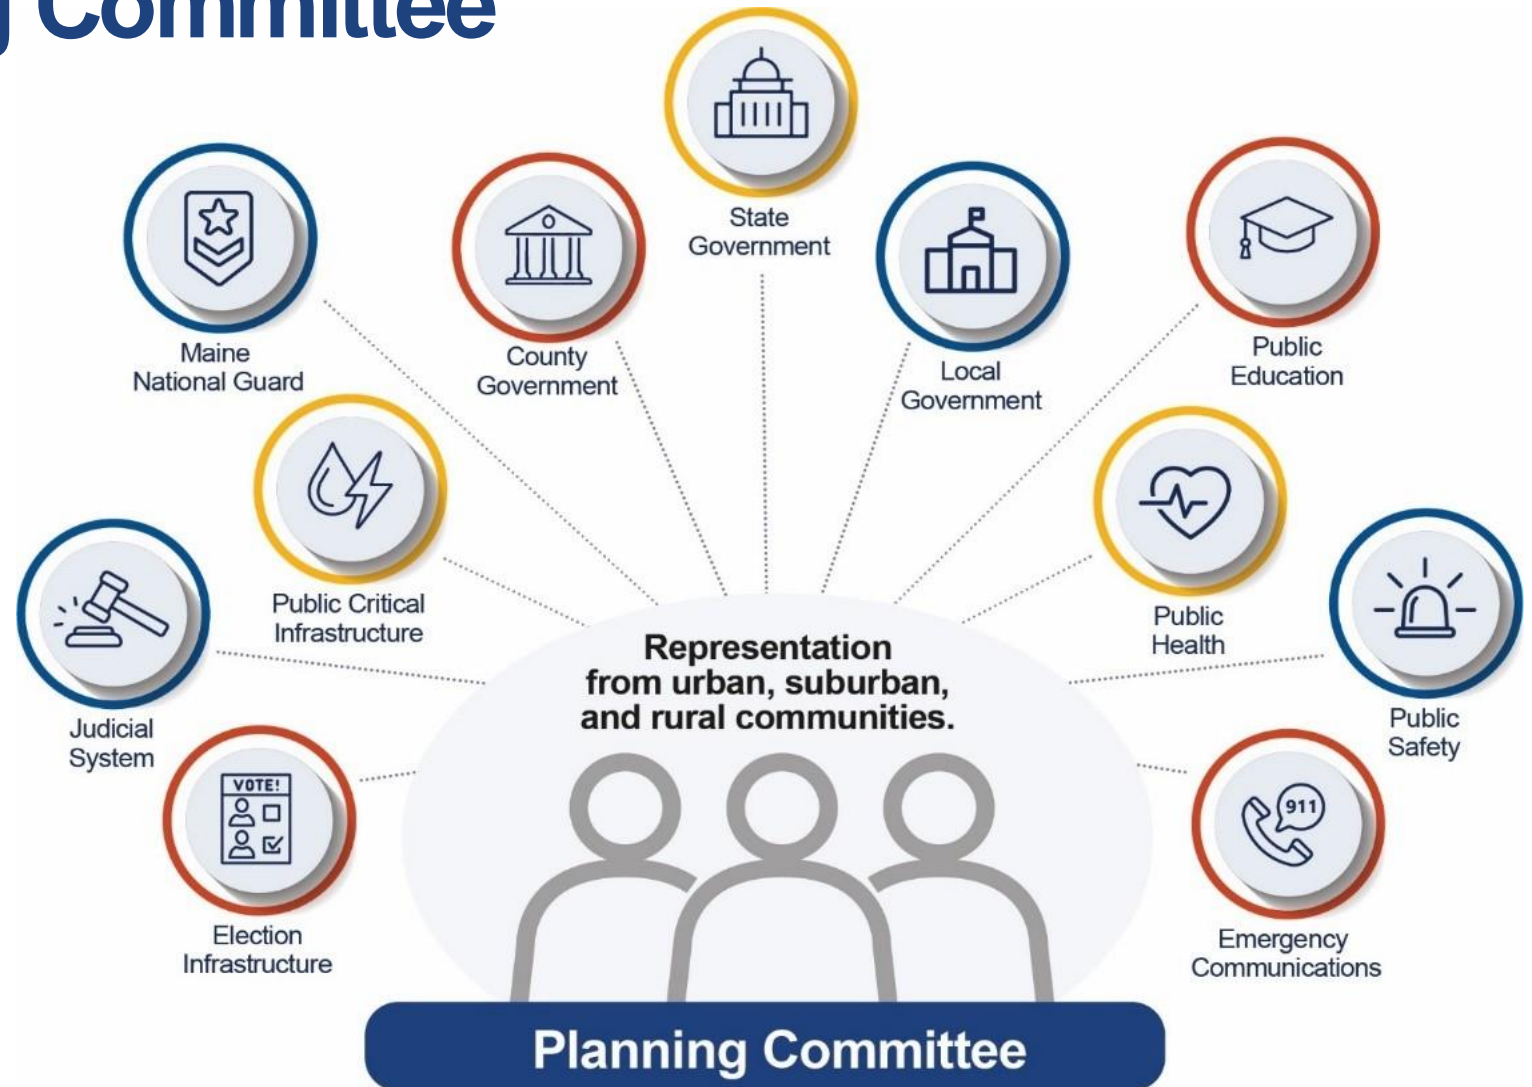 g Committee
State
Government
Maine
National Guard
County
Government
Local
Government
Public
Education
Public Critical
Infrastructure
Public
Health
Judicial
System
Public
Safety
Representation
from urban, suburban,
and rural communities.
VOTE!
Election
Infrastructure
911
Emergency
Communications
Planning Committee